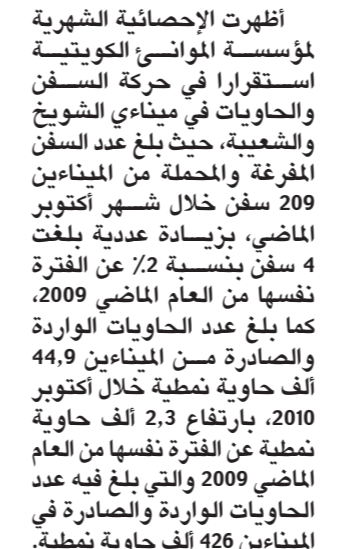 أظهرت الإحصائية الشهرية
لمؤسسة الموانئ الكويتية
استقرارا في حركة السفن
والحاويات في ميناءي الشويخ
والشعيبة، حيث بلغ عدد السفن
المفرغة والمحملة من الميناءين
209 سفن خلال شهر أكتوبر
الماضي، بزيادة عددية بلغت
4 سفن بنسبة 2٪ عن الفترة
نفسها من العام الماضي 2009،
كما بلغ عدد الحاويات الواردة
والصادرة من الميناءين 44,9
ألف حاوية نمطية خلال أكتوبر
2010، بارتفاع 2,3 ألف حاوية
نمطية عن الفترة نفسها من العام
الماضي 2009 والتي بلغ فيه عدد
الحاويات الواردة والصادرة في
الميناءين 426 ألف حاوية نمطية.